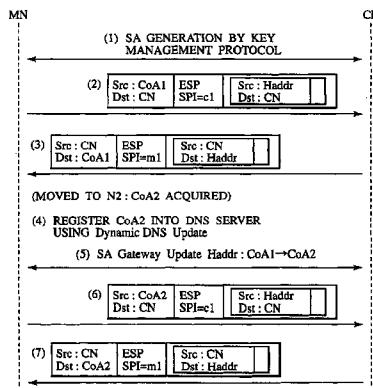 MN
(1) SA GENERATION BY KEY
MANAGEMENT PROTOCOL
(2)
Src : CoA1
Dst : CN
ESP
SPI=c1
Src : Haddr
Dst : CN
(3)
Src : CN
Dst : CoA1
ESP
SPI=m1
Src : CN
Dst : Haddr
(MOVED TO N2 : CoA2 ACQUIRED)
(4) REGISTER CoA2 INTO DNS SERVER
USING Dynamic DNS Update
(5) SA Gateway Update Haddr : CoA1→CoA2
(6)
Src : CoA2
Dst : CN
ESP
SPI=c1
Src : Haddr
Dst : CN
(7)
Src : CN
Dst : CoA2
ESP
SPI=m1
Src : CN
Dst : Haddr